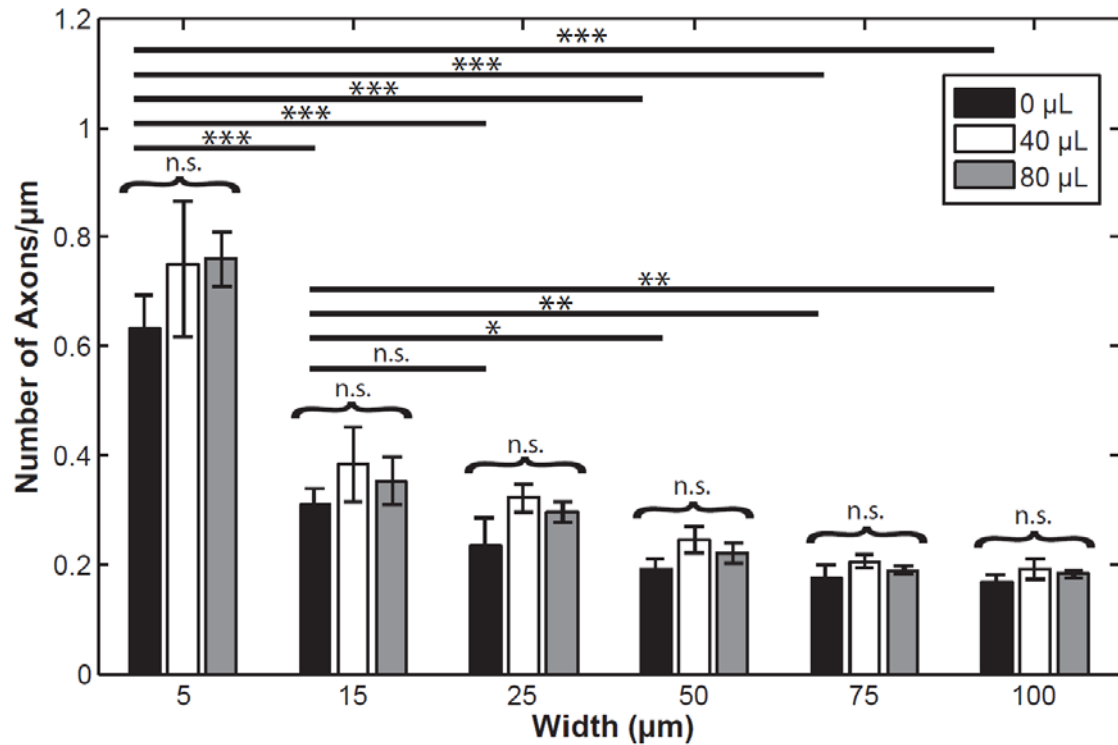 Number of Axons/µm
1.2
1
0.8
0.6
0.4
0.2
0
***
***
***
***
***
n.s.
0 µL
40 µL
80 µL
**
**
*
n.s.
n.s.
n.s.
n.s.
n.s.
n.s.
5 15 25 50 75 100
Width (µm)